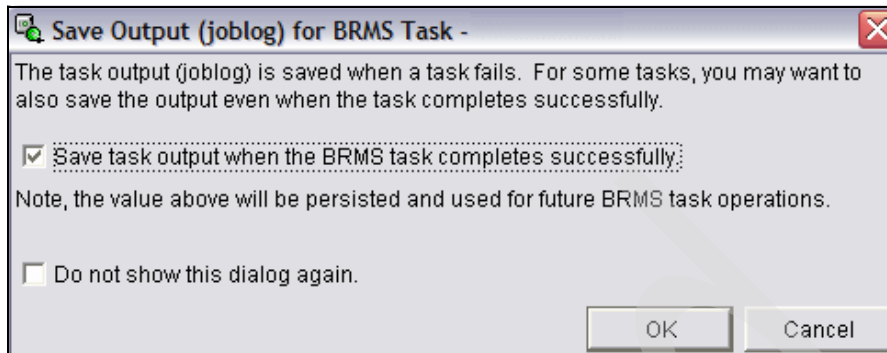 Save Output (joblog) for BRMS Task -
The task output (joblog) is saved when a task fails. For some tasks, you may want to
also save the output even when the task completes successfully.
Save task output when the BRMS task completes successfully.
Note, the value above will be persisted and used for future BRMS task operations.
Do not show this dialog again.
OK Cancel